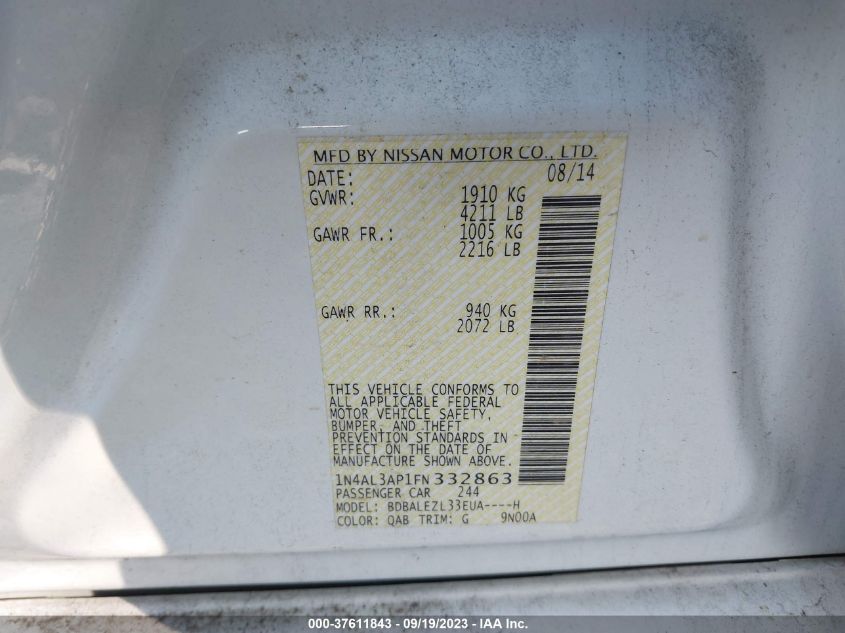 MFD BY NISSAN MOTOR CO., LTD.
DATE: 08/14
GVWR: 1910 KG
4211 LB
GAWR FR.: 1005 KG
2216 LB
GAWR RR.: 940 KG
2072 LB
THIS VEHICLE CONFORMS TO
ALL APPLICABLE FEDERAL
MOTOR VEHICLE SAFETY,
BUMPER, AND THEFT
PREVENTION STANDARDS IN
EFFECT ON THE DATE OF
MANUFACTURE SHOWN ABOVE.
1N4AL3AP1FN332863
PASSENGER CAR 244
MODEL: BDBALEZL33EUA----H
COLOR: QAB TRIM: G 9N00A
000-37611843 - 09/19/2023 - IAAI.com